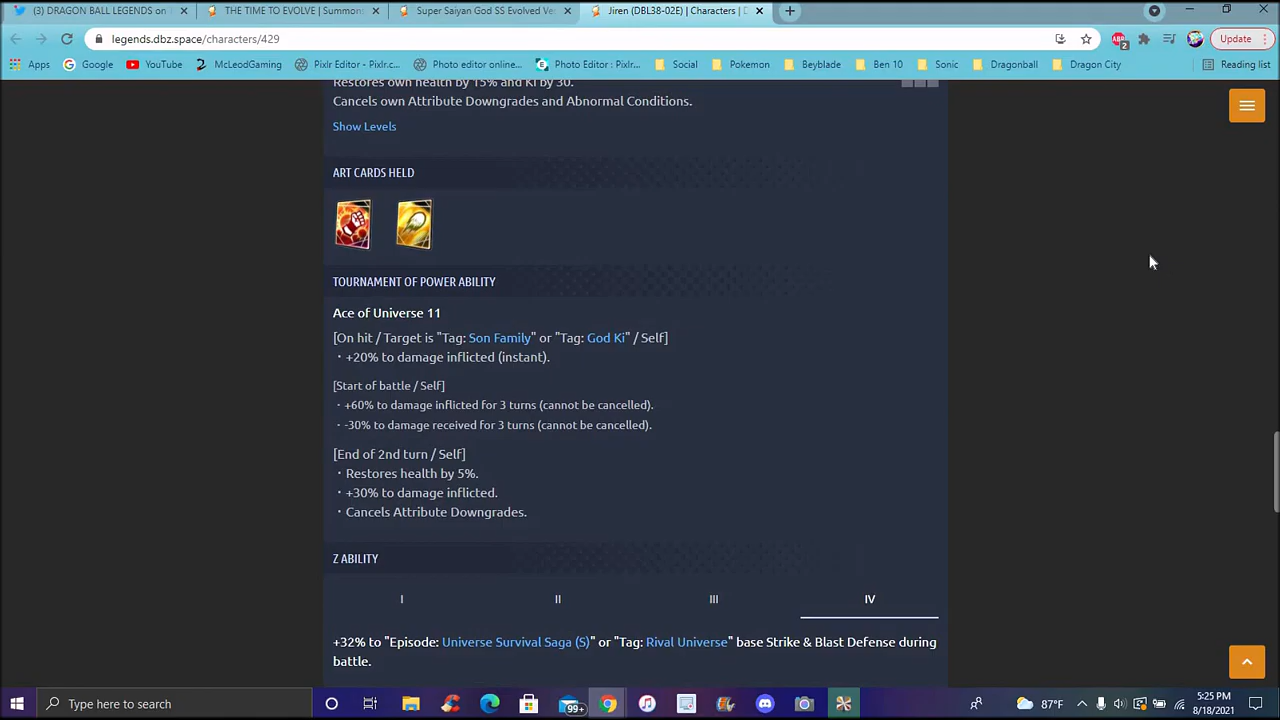 (3) DRAGON BALL LEGENDS on
THE TIME TO EVOLVE | Summons
Super Saiyan God SS Evolved Ve
Jiren (DBL38-02E) | Characters | D
legends.dbz.space/characters/429
ABP
2
Update
Apps
Google
YouTube
McLeodGaming
Pixlr Editor - Pixlr.c...
Photo editor online...
Photo Editor : Pixlr...
Social
Pokemon
Beyblade
Ben 10
Sonic
Dragonball
Dragon City
Reading list
Restores own health by 15% and Ki by 30.
Cancels own Attribute Downgrades and Abnormal Conditions.
Show Levels
ART CARDS HELD
TOURNAMENT OF POWER ABILITY
Ace of Universe 11
[On hit / Target is "Tag: Son Family" or "Tag: God Ki" / Self]
・+20% to damage inflicted (instant).
[Start of battle / Self]
・+60% to damage inflicted for 3 turns (cannot be cancelled).
・-30% to damage received for 3 turns (cannot be cancelled).
[End of 2nd turn / Self]
・Restores health by 5%.
・+30% to damage inflicted.
・Cancels Attribute Downgrades.
Z ABILITY
I II III IV
+32% to "Episode: Universe Survival Saga (S)" or "Tag: Rival Universe" base Strike & Blast Defense during
battle.
Type here to search
99+
87°F
5:25 PM
8/18/2021